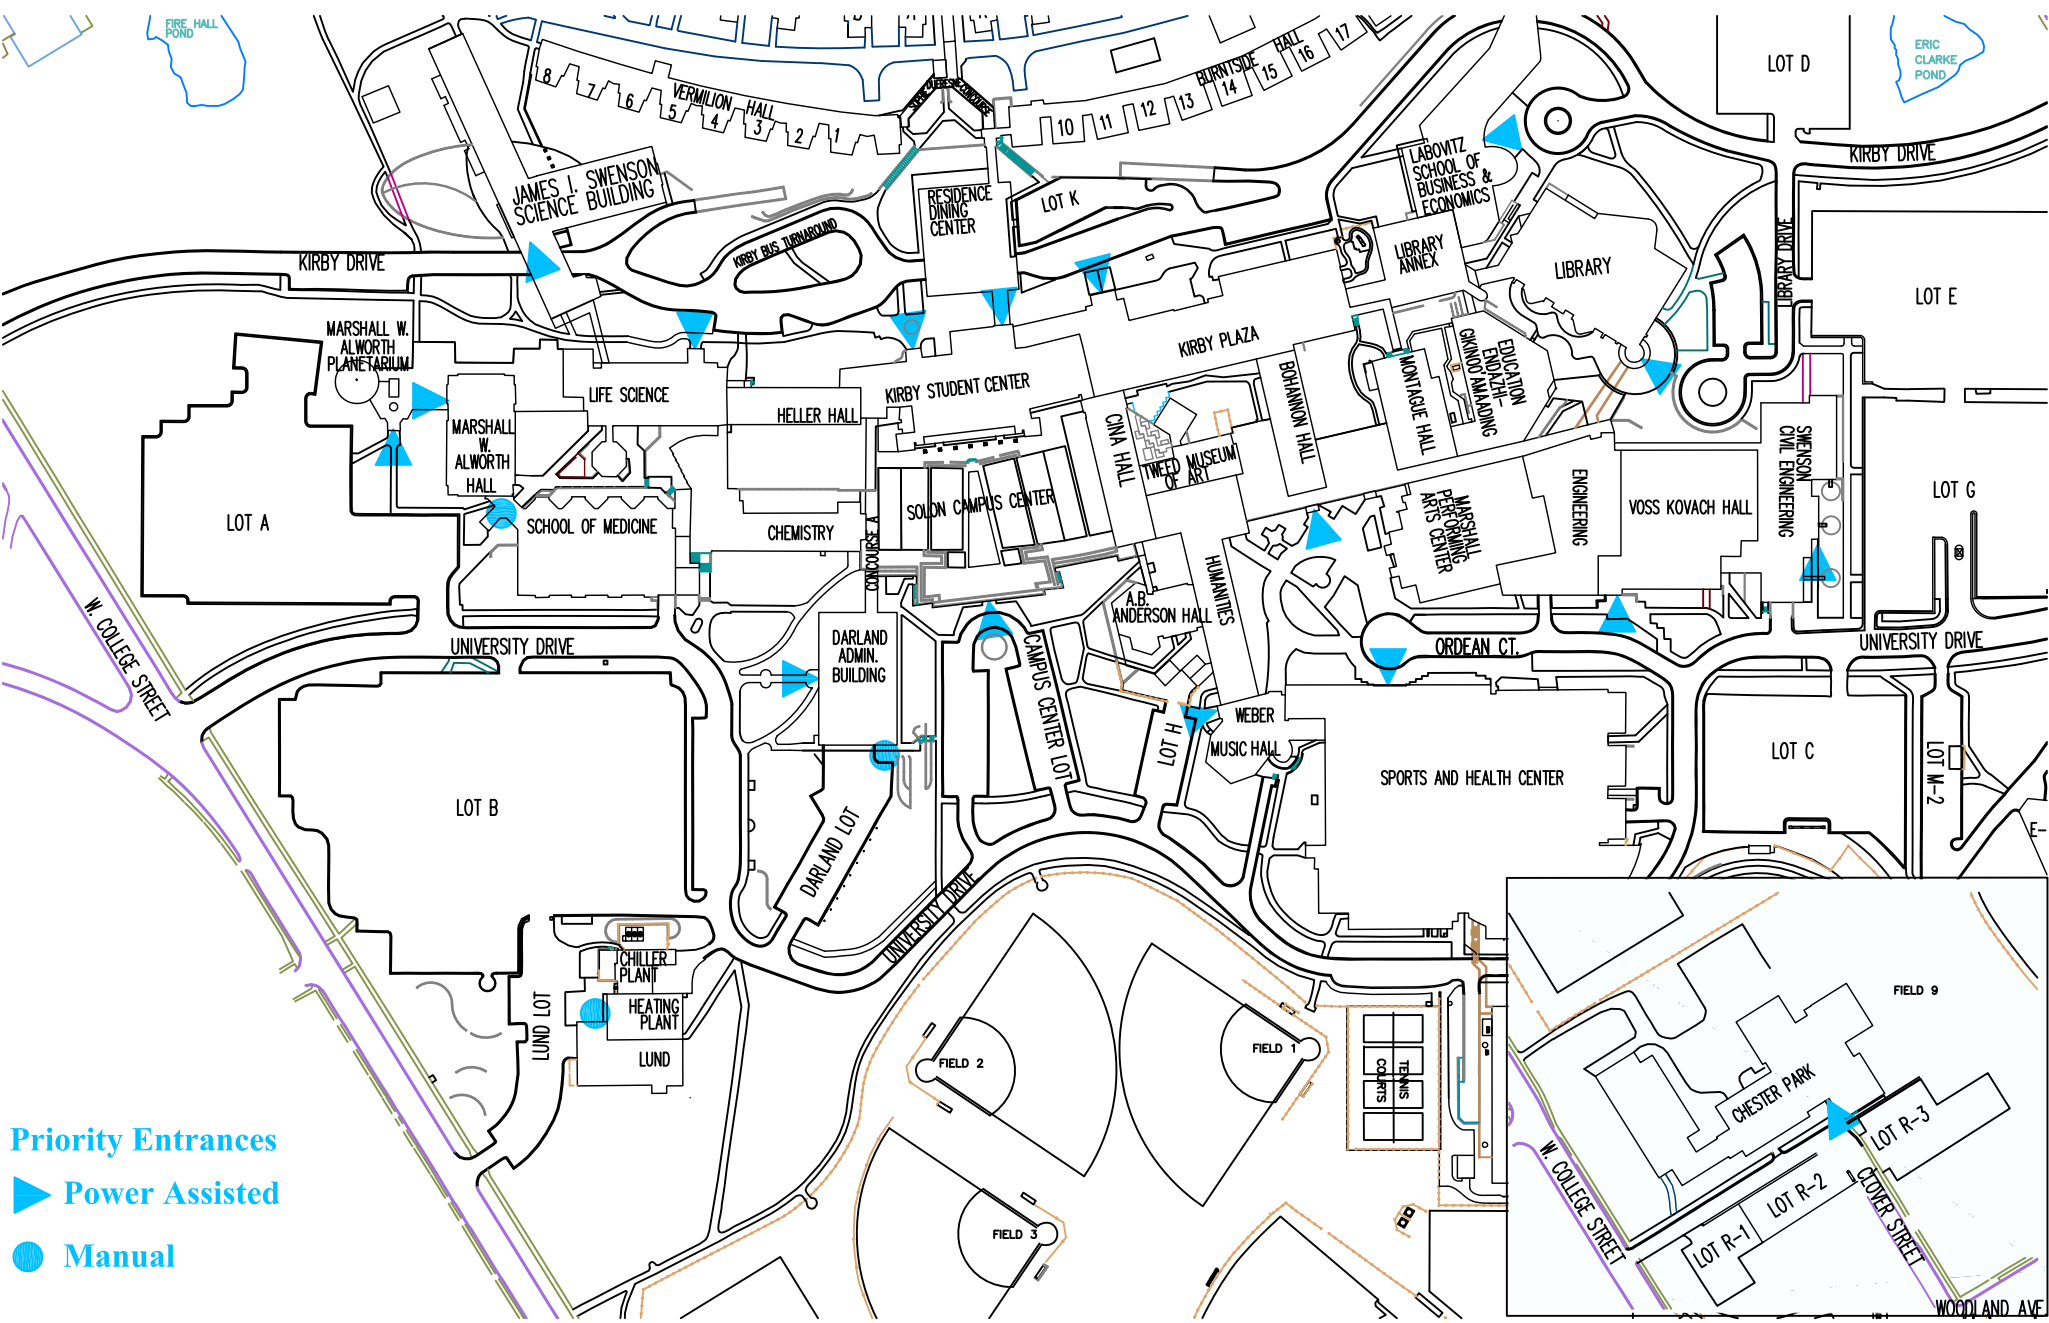 FIRE HALL
POND
ERIC
CLARKE
POND
LOT D
8
7
6
5
4
3
2
1
VERMILION HALL
10
11
12
13
14
15
16
17
BURNTSIDE HALL
KIRBY DRIVE
LABOVITZ
SCHOOL OF
BUSINESS &
ECONOMICS
JAMES I. SWENSON
SCIENCE BUILDING
RESIDENCE
DINING
CENTER
LOT K
KIRBY BUS TURNAROUND
KIRBY DRIVE
LIBRARY
ANNEX
LIBRARY
LIBRARY DRIVE
LOT E
MARSHALL W.
ALWORTH
PLANETARIUM
KIRBY PLAZA
EDUCATION
ENDAZHI-
GIKINOO'AMAADING
LIFE SCIENCE
KIRBY STUDENT CENTER
HELLER HALL
BOHANNON HALL
MONTAGUE HALL
CINA HALL
MARSHALL
W.
ALWORTH
HALL
TWEED MUSEUM
OF ART
SWENSON
CIVIL ENGINEERING
LOT G
LOT A
SCHOOL OF MEDICINE
CHEMISTRY
CONCOURSE A
SOLON CAMPUS CENTER
MARSHALL
PERFORMING
ARTS CENTER
ENGINEERING
VOSS KOVACH HALL
HUMANITIES
A.B.
ANDERSON HALL
W. COLLEGE STREET
UNIVERSITY DRIVE
DARLAND
ADMIN.
BUILDING
CAMPUS CENTER LOT
ORDEAN CT.
UNIVERSITY DRIVE
LOT H
WEBER
MUSIC HALL
SPORTS AND HEALTH CENTER
LOT C
LOT M-2
LOT B
DARLAND LOT
E-
UNIVERSITY DRIVE
CHILLER
PLANT
HEATING
PLANT
LUND LOT
LUND
FIELD 2
FIELD 1
TENNIS
COURTS
FIELD 3
FIELD 9
CHESTER PARK
LOT R-3
LOT R-2
LOT R-1
W. COLLEGE STREET
CLOVER STREET
WOODLAND AVE.
Priority Entrances
Power Assisted
Manual